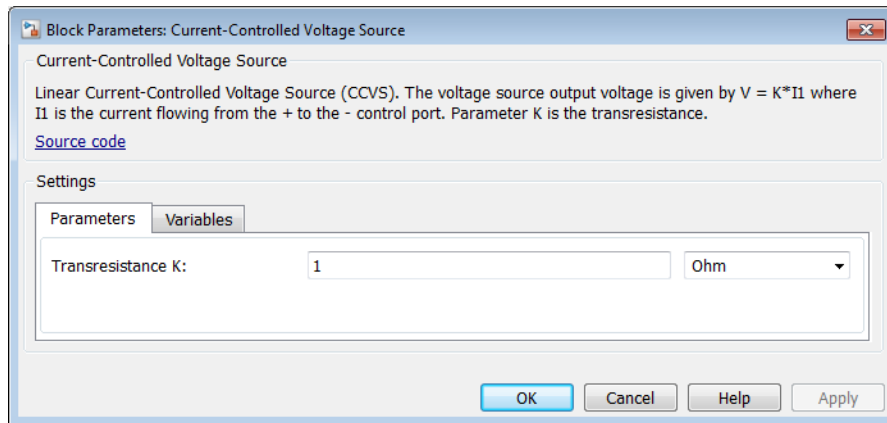 Block Parameters: Current-Controlled Voltage Source
Current-Controlled Voltage Source
Linear Current-Controlled Voltage Source (CCVS). The voltage source output voltage is given by V = K*I1 where
I1 is the current flowing from the + to the - control port. Parameter K is the transresistance.
Source code
Settings
Parameters Variables
Transresistance K: 1 Ohm
OK Cancel Help Apply